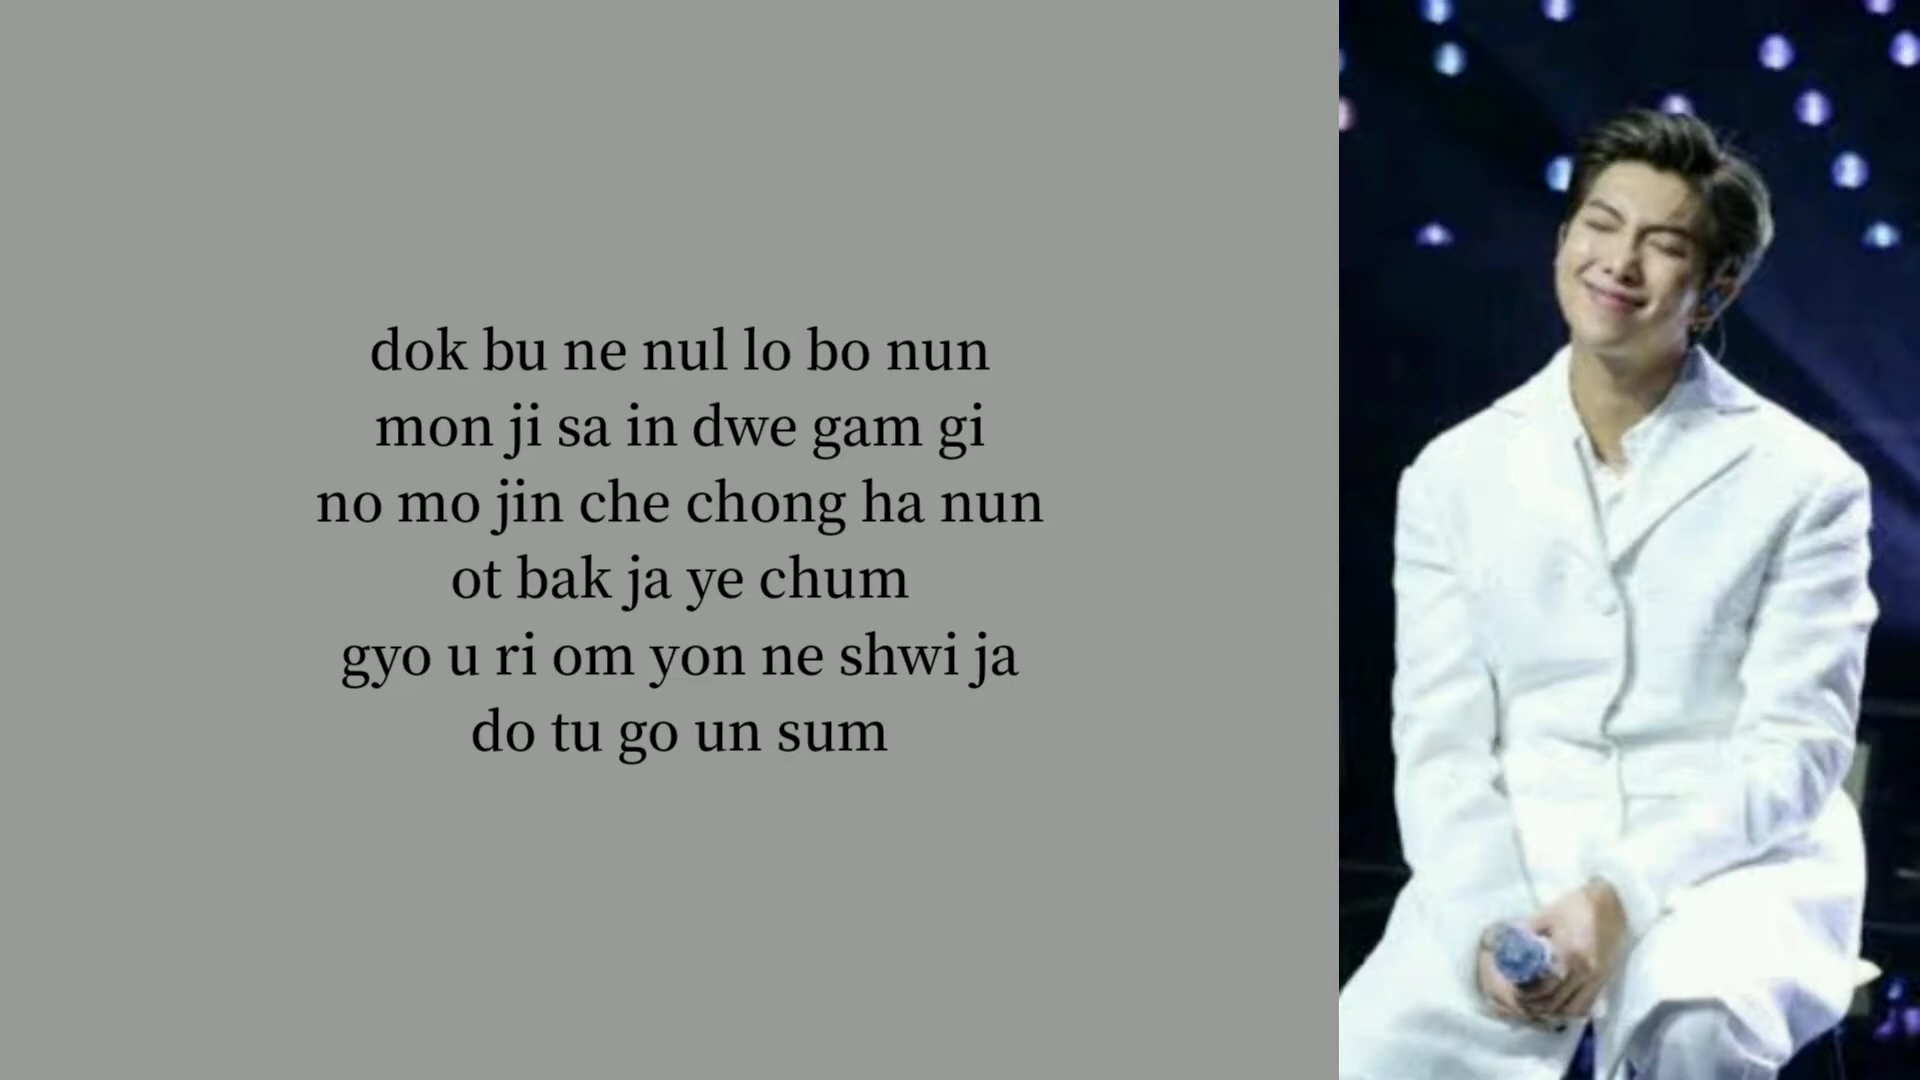 dok bu ne nul lo bo nun
mon ji sa in dwe gam gi
no mo jin che chong ha nun
ot bak ja ye chum
gyo u ri om yon ne shwi ja
do tu go un sum